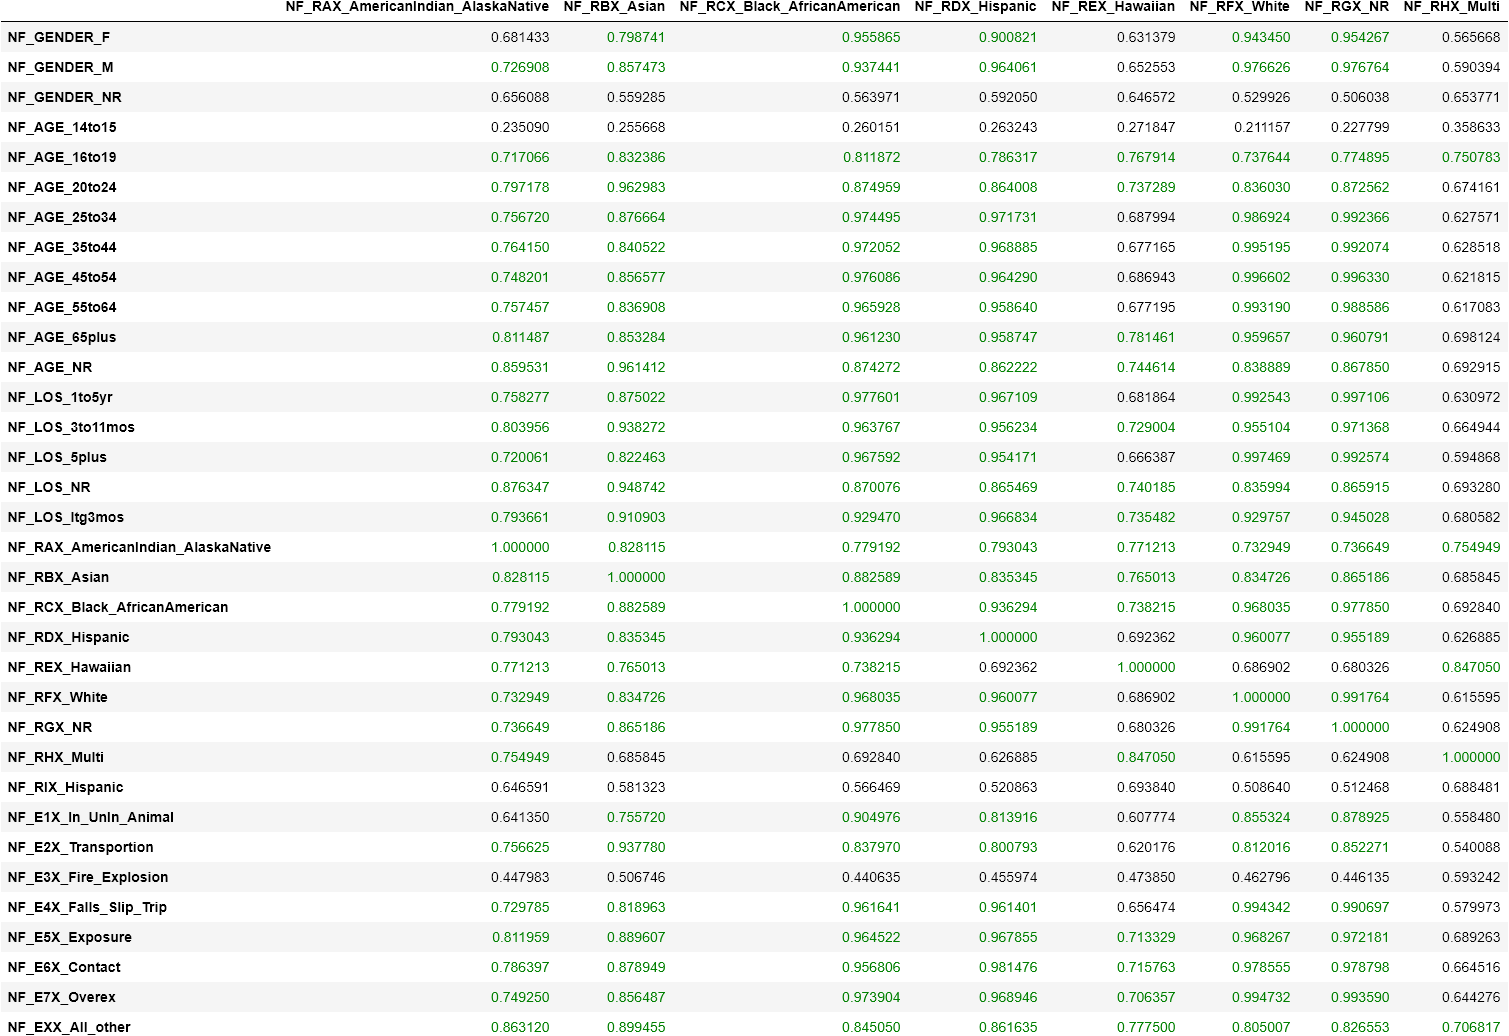 NF_RAX_AmericanIndian_AlaskaNative NF_RBX_Asian NF_RCX_Black_AfricanAmerican NF_RDX_Hispanic NF_REX_Hawaiian NF_RFX_White NF_RGX_NR NF_RHX_Multi
NF_GENDER_F 0.681433 0.798741 0.955865 0.900821 0.631379 0.943450 0.954267 0.565668
NF_GENDER_M 0.726908 0.857473 0.937441 0.964061 0.652553 0.976626 0.976764 0.590394
NF_GENDER_NR 0.656088 0.559285 0.563971 0.592050 0.646572 0.529926 0.506038 0.653771
NF_AGE_14to15 0.235090 0.255668 0.260151 0.263243 0.271847 0.211157 0.227799 0.358633
NF_AGE_16to19 0.717066 0.832386 0.811872 0.786317 0.767914 0.737644 0.774895 0.750783
NF_AGE_20to24 0.797178 0.962983 0.874959 0.864008 0.737289 0.836030 0.872562 0.674161
NF_AGE_25to34 0.756720 0.876664 0.974495 0.971731 0.687994 0.986924 0.992366 0.627571
NF_AGE_35to44 0.764150 0.840522 0.972052 0.968885 0.677165 0.995195 0.992074 0.628518
NF_AGE_45to54 0.748201 0.856577 0.976086 0.964290 0.686943 0.996602 0.996330 0.621815
NF_AGE_55to64 0.757457 0.836908 0.965928 0.958640 0.677195 0.993190 0.988586 0.617083
NF_AGE_65plus 0.811487 0.853284 0.961230 0.958747 0.781461 0.959657 0.960791 0.698124
NF_AGE_NR 0.859531 0.961412 0.874272 0.862222 0.744614 0.838889 0.867850 0.692915
NF_LOS_1to5yr 0.758277 0.875022 0.977601 0.967109 0.681864 0.992543 0.997106 0.630972
NF_LOS_3to11mos 0.803956 0.938272 0.963767 0.956234 0.729004 0.955104 0.971368 0.664944
NF_LOS_5plus 0.720061 0.822463 0.967592 0.954171 0.666387 0.997469 0.992574 0.594868
NF_LOS_NR 0.876347 0.948742 0.870076 0.865469 0.740185 0.835994 0.865915 0.693280
NF_LOS_ltg3mos 0.793661 0.910903 0.929470 0.966834 0.735482 0.929757 0.945028 0.680582
NF_RAX_AmericanIndian_AlaskaNative 1.000000 0.828115 0.779192 0.793043 0.771213 0.732949 0.736649 0.754949
NF_RBX_Asian 0.828115 1.000000 0.882589 0.835345 0.765013 0.834726 0.865186 0.685845
NF_RCX_Black_AfricanAmerican 0.779192 0.882589 1.000000 0.936294 0.738215 0.968035 0.977850 0.692840
NF_RDX_Hispanic 0.793043 0.835345 0.936294 1.000000 0.692362 0.960077 0.955189 0.626885
NF_REX_Hawaiian 0.771213 0.765013 0.738215 0.692362 1.000000 0.686902 0.680326 0.847050
NF_RFX_White 0.732949 0.834726 0.968035 0.960077 0.686902 1.000000 0.991764 0.615595
NF_RGX_NR 0.736649 0.865186 0.977850 0.955189 0.680326 0.991764 1.000000 0.624908
NF_RHX_Multi 0.754949 0.685845 0.692840 0.626885 0.847050 0.615595 0.624908 1.000000
NF_RIX_Hispanic 0.646591 0.581323 0.566469 0.520863 0.693840 0.508640 0.512468 0.688481
NF_E1X_In_UnIn_Animal 0.641350 0.755720 0.904976 0.813916 0.607774 0.855324 0.878925 0.558480
NF_E2X_Transportion 0.756625 0.937780 0.837970 0.800793 0.620176 0.812016 0.852271 0.540088
NF_E3X_Fire_Explosion 0.447983 0.506746 0.440635 0.455974 0.473850 0.462796 0.446135 0.593242
NF_E4X_Falls_Slip_Trip 0.729785 0.818963 0.961641 0.961401 0.656474 0.994342 0.990697 0.579973
NF_E5X_Exposure 0.811959 0.889607 0.964522 0.967855 0.713329 0.968267 0.972181 0.689263
NF_E6X_Contact 0.786397 0.878949 0.956806 0.981476 0.715763 0.978555 0.978798 0.664516
NF_E7X_Overex 0.749250 0.856487 0.973904 0.968946 0.706357 0.994732 0.993590 0.644276
NF_EXX_All_other 0.863120 0.899455 0.845050 0.861635 0.777500 0.805007 0.826553 0.706817